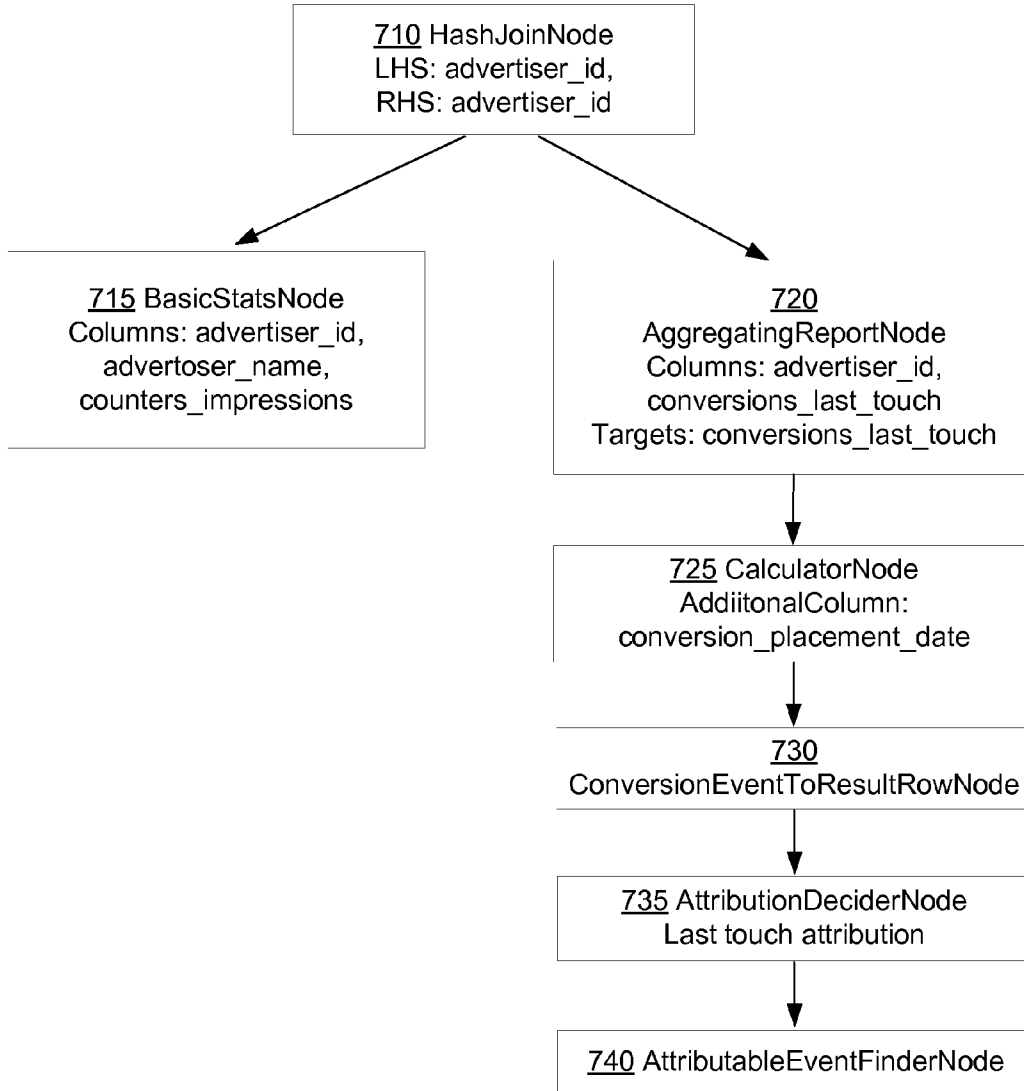 710 HashJoinNode
LHS: advertiser_id,
RHS: advertiser_id
715 BasicStatsNode
Columns: advertiser_id,
advertoser_name,
counters_impressions
720
AggregatingReportNode
Columns: advertiser_id,
conversions_last_touch
Targets: conversions_last_touch
725 CalculatorNode
AddiitonalColumn:
conversion_placement_date
730
ConversionEventToResultRowNode
735 AttributionDeciderNode
Last touch attribution
740 AttributableEventFinderNode